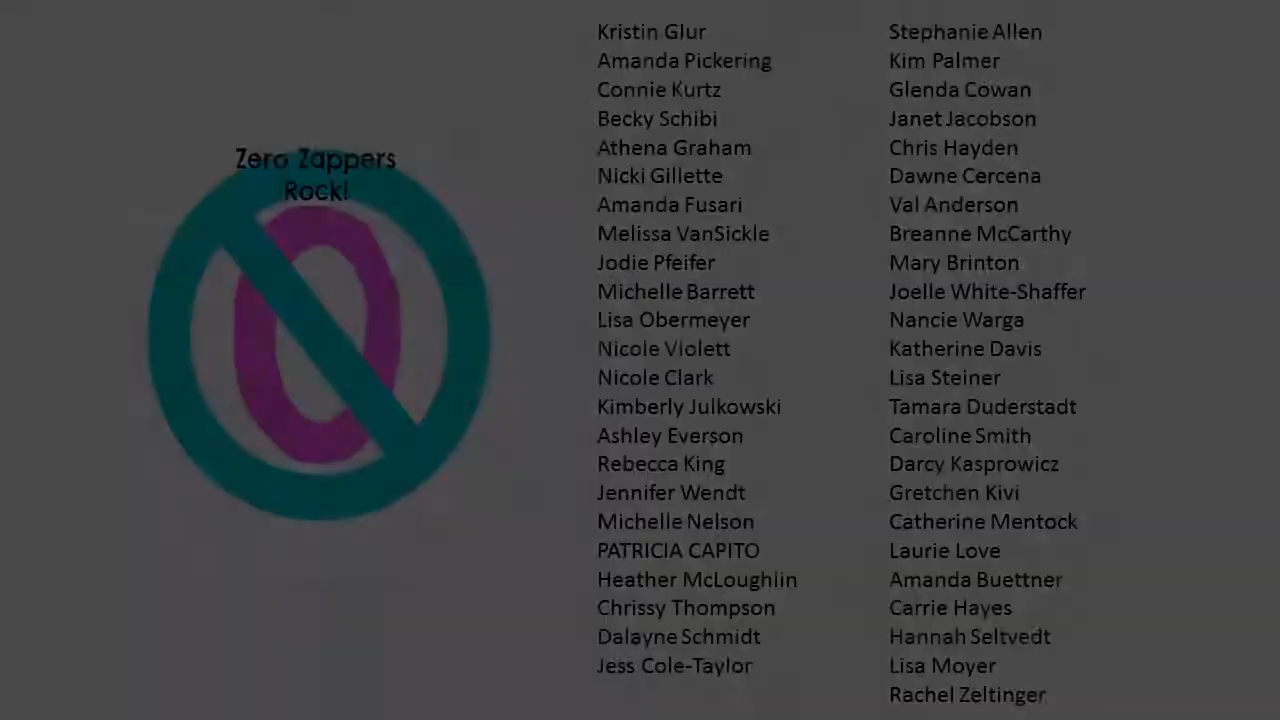 Zero Zappers
Rock!
Kristin Glur
Amanda Pickering
Connie Kurtz
Becky Schibi
Athena Graham
Nicki Gillette
Amanda Fusari
Melissa VanSickle
Jodie Pfeifer
Michelle Barrett
Lisa Obermeyer
Nicole Violett
Nicole Clark
Kimberly Julkowski
Ashley Everson
Rebecca King
Jennifer Wendt
Michelle Nelson
PATRICIA CAPITO
Heather McLoughlin
Chrissy Thompson
Dalayne Schmidt
Jess Cole-Taylor
Stephanie Allen
Kim Palmer
Glenda Cowan
Janet Jacobson
Chris Hayden
Dawne Cercena
Val Anderson
Breanne McCarthy
Mary Brinton
Joelle White-Shaffer
Nancie Warga
Katherine Davis
Lisa Steiner
Tamara Duderstadt
Caroline Smith
Darcy Kasprowicz
Gretchen Kivi
Catherine Mentock
Laurie Love
Amanda Buettner
Carrie Hayes
Hannah Seltvedt
Lisa Moyer
Rachel Zeltinger